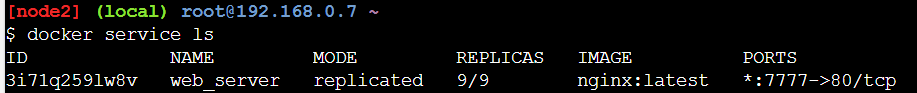 [node2] (local) root@192.168.0.7 ~
$ docker service ls
ID NAME MODE REPLICAS IMAGE PORTS
3i71q259lw8v web_server replicated 9/9 nginx:latest *:7777->80/tcp